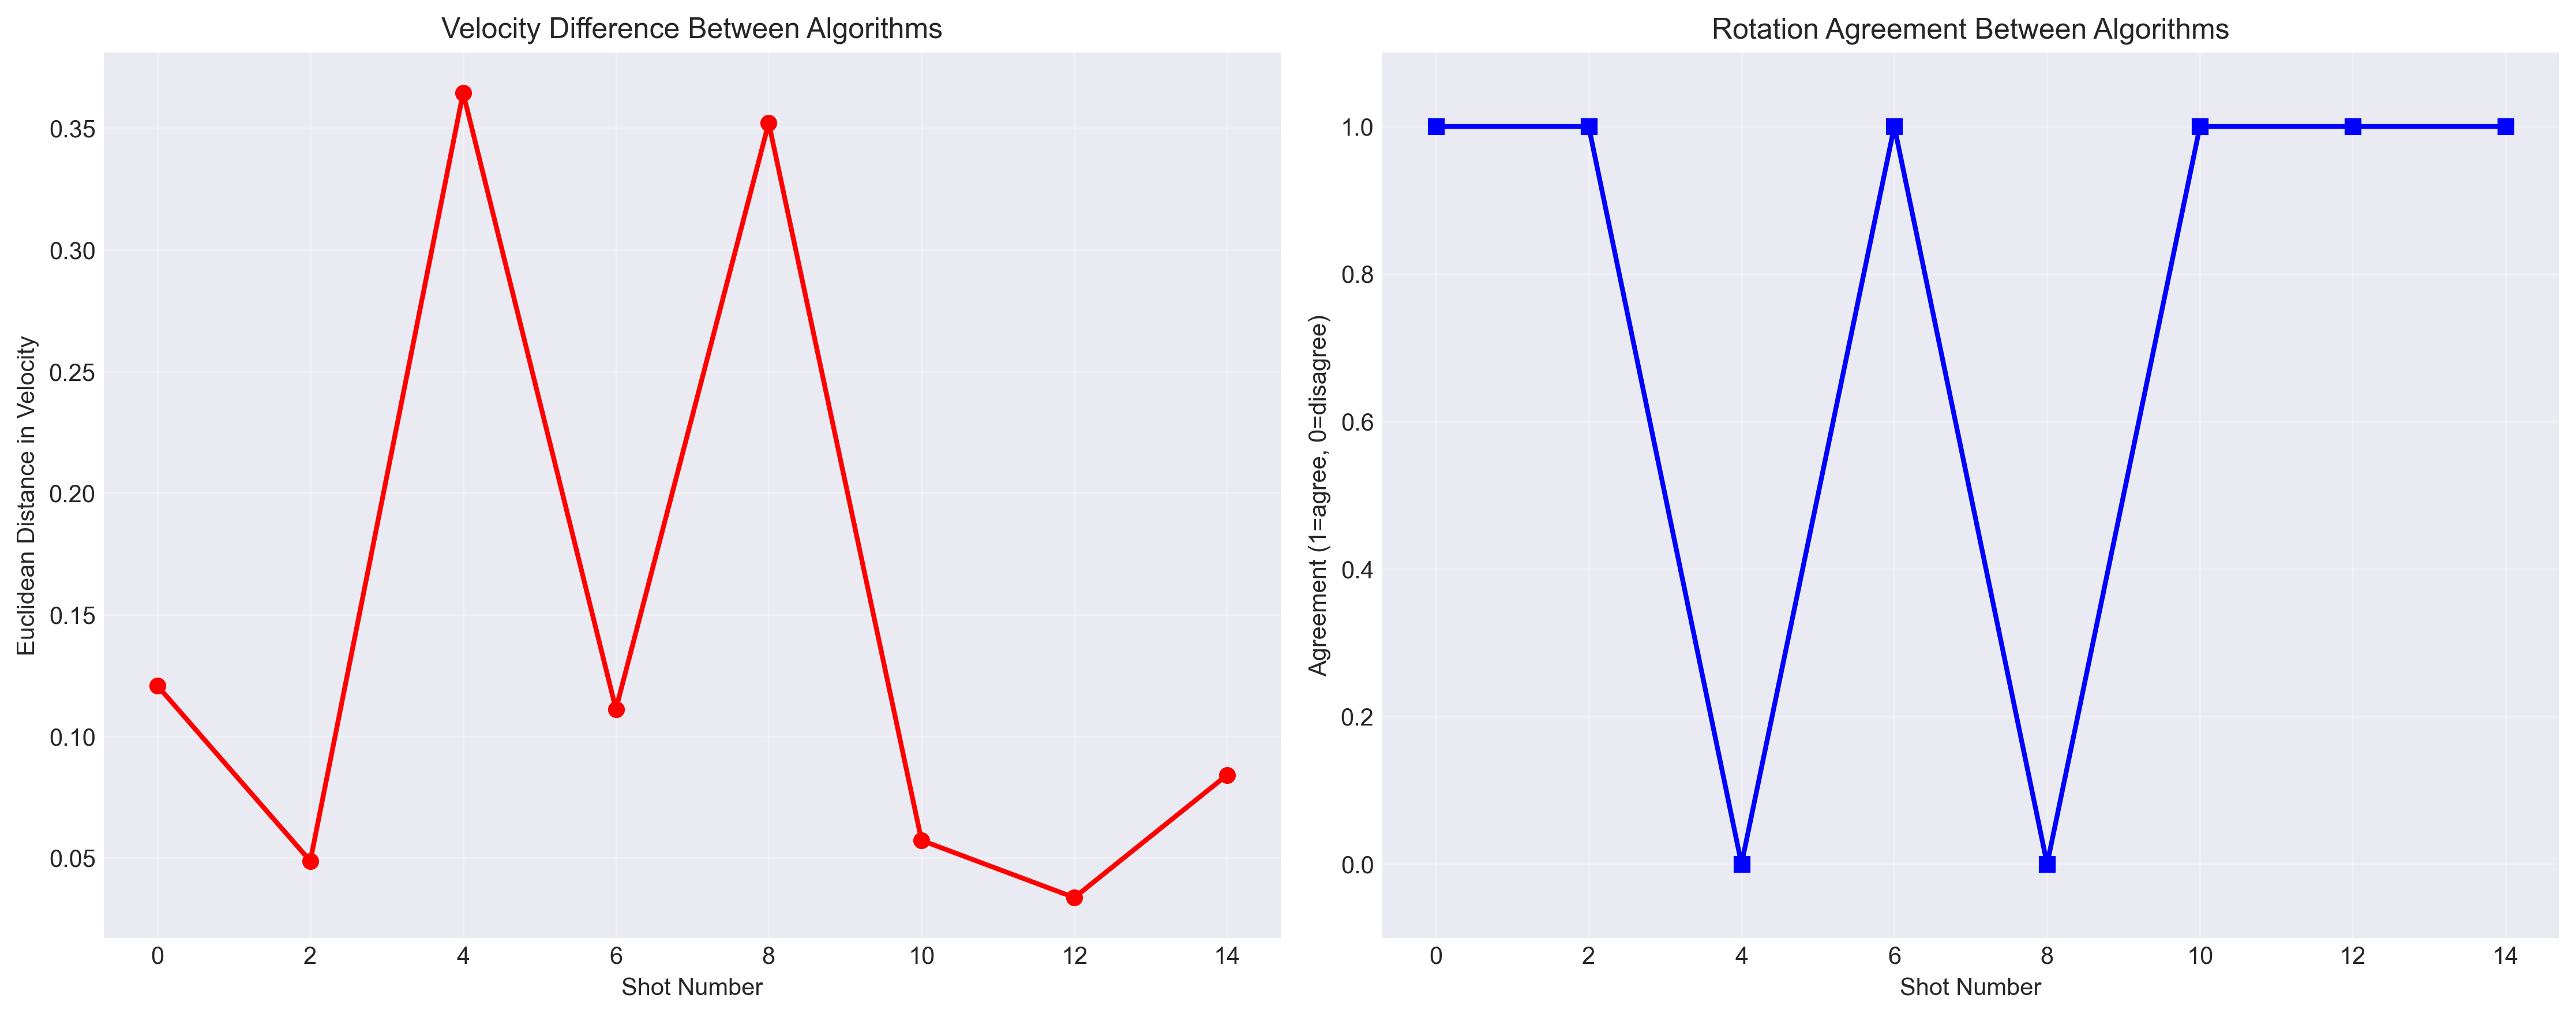 Velocity Difference Between Algorithms
Euclidean Distance in Velocity
0.35
0.30
0.25
0.20
0.15
0.10
0.05
0 2 4 6 8 10 12 14
Shot Number
Rotation Agreement Between Algorithms
Agreement (1=agree, 0=disagree)
1.0
0.8
0.6
0.4
0.2
0.0
0 2 4 6 8 10 12 14
Shot Number